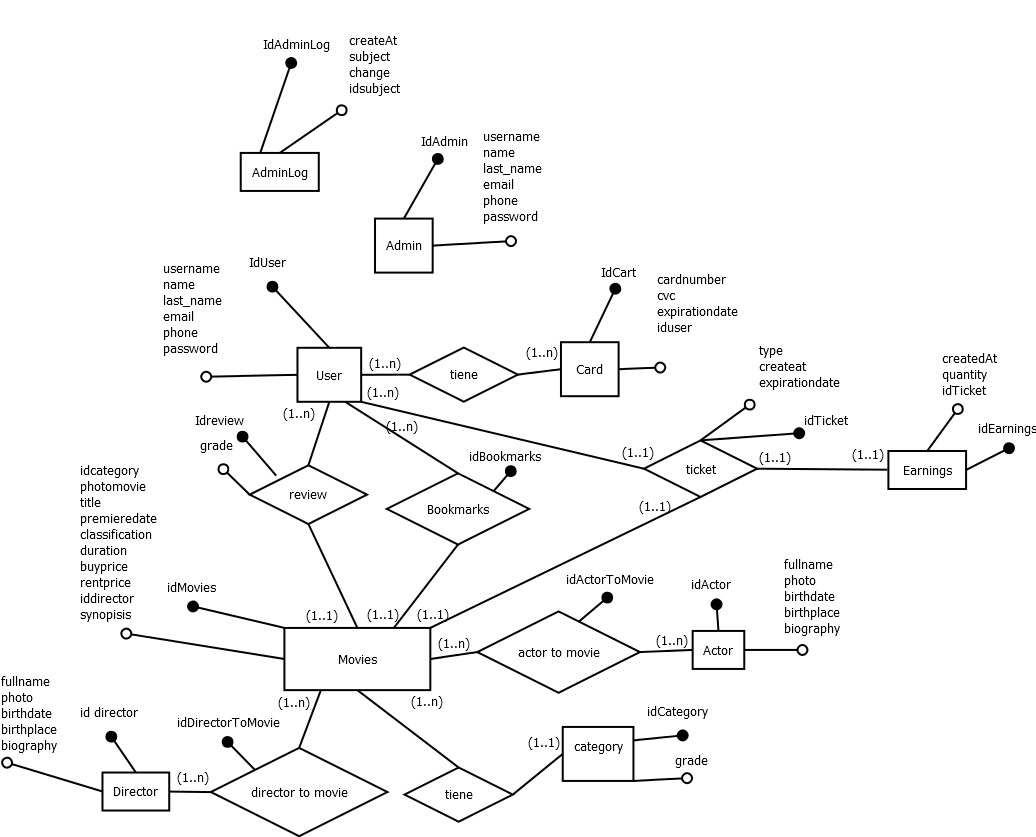 IdAdminLog
createAt
subject
change
idsubject
AdminLog
IdAdmin
username
name
last_name
email
phone
password
Admin
IdUser
username
name
last_name
email
phone
password
User
(1..n)
tiene
(1..n)
IdCart
cardnumber
cvc
expirationdate
iduser
Card
(1..n)
(1..n)
(1..n)
type
createat
expirationdate
idTicket
(1..1)
ticket
(1..1)
(1..1)
(1..1)
createdAt
quantity
idTicket
idEarnings
Earnings
Idreview
grade
review
idBookmarks
Bookmarks
idcategory
photomovie
title
premieredate
classification
duration
buyprice
rentprice
iddirector
synopisis
idMovies
(1..1)
(1..1)
(1..1)
Movies
(1..n)
idActorToMovie
actor to movie
(1..n)
idActor
Actor
fullname
photo
birthdate
birthplace
biography
fullname
photo
birthdate
birthplace
biography
id director
Director
(1..n)
idDirectorToMovie
director to movie
(1..n)
(1..n)
tiene
(1..1)
category
idCategory
grade